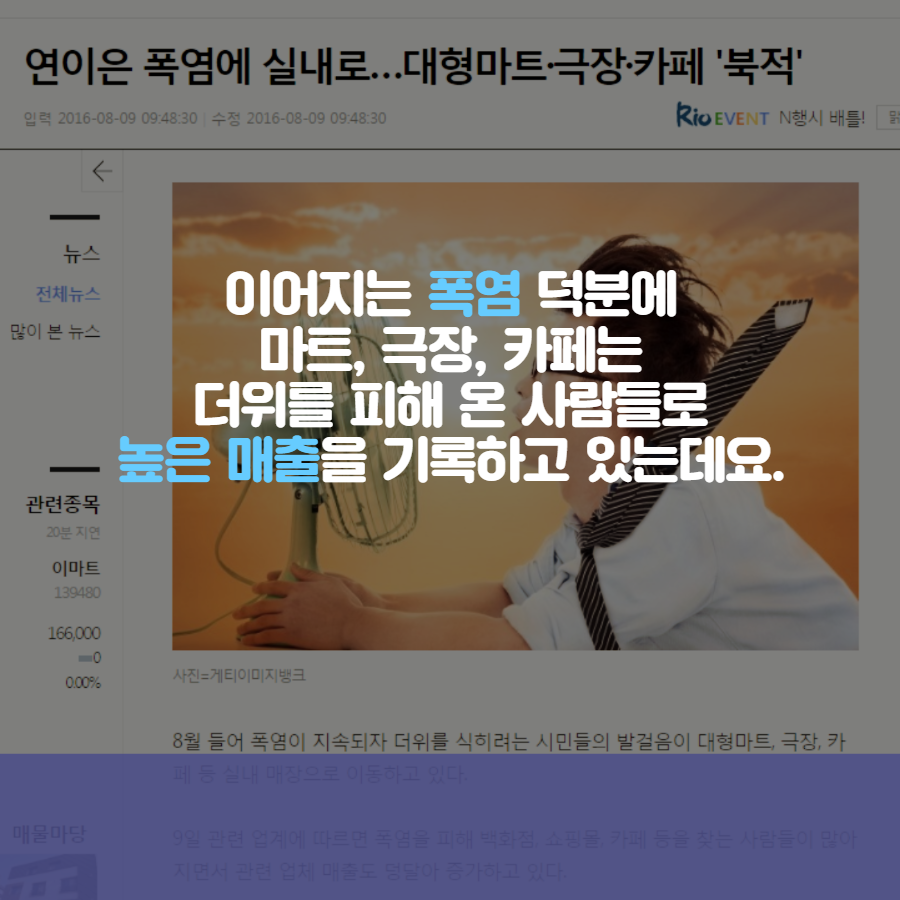 연이은 폭염에 실내로…대형마트·극장·카페 '북적'
입력 2016-08-09 09:48:30 | 수정 2016-08-09 09:48:30
Rio EVENT N행시 배틀!
뉴스
전체뉴스
많이 본 뉴스
이어지는 폭염 덕분에
마트, 극장, 카페는
더위를 피해 온 사람들로
높은 매출을 기록하고 있는데요.
관련종목
20분 지연
이마트
139480
166,000
0
0.00%
사진=게티이미지뱅크
8월 들어 폭염이 지속되자 더위를 식히려는 시민들의 발걸음이 대형마트, 극장, 카
페 등 실내 매장으로 이동하고 있다.
매물마당
9일 관련 업계에 따르면 폭염을 피해 백화점, 쇼핑몰, 카페 등을 찾는 사람들이 많아
지면서 관련 업체 매출도 덩달아 증가하고 있다.